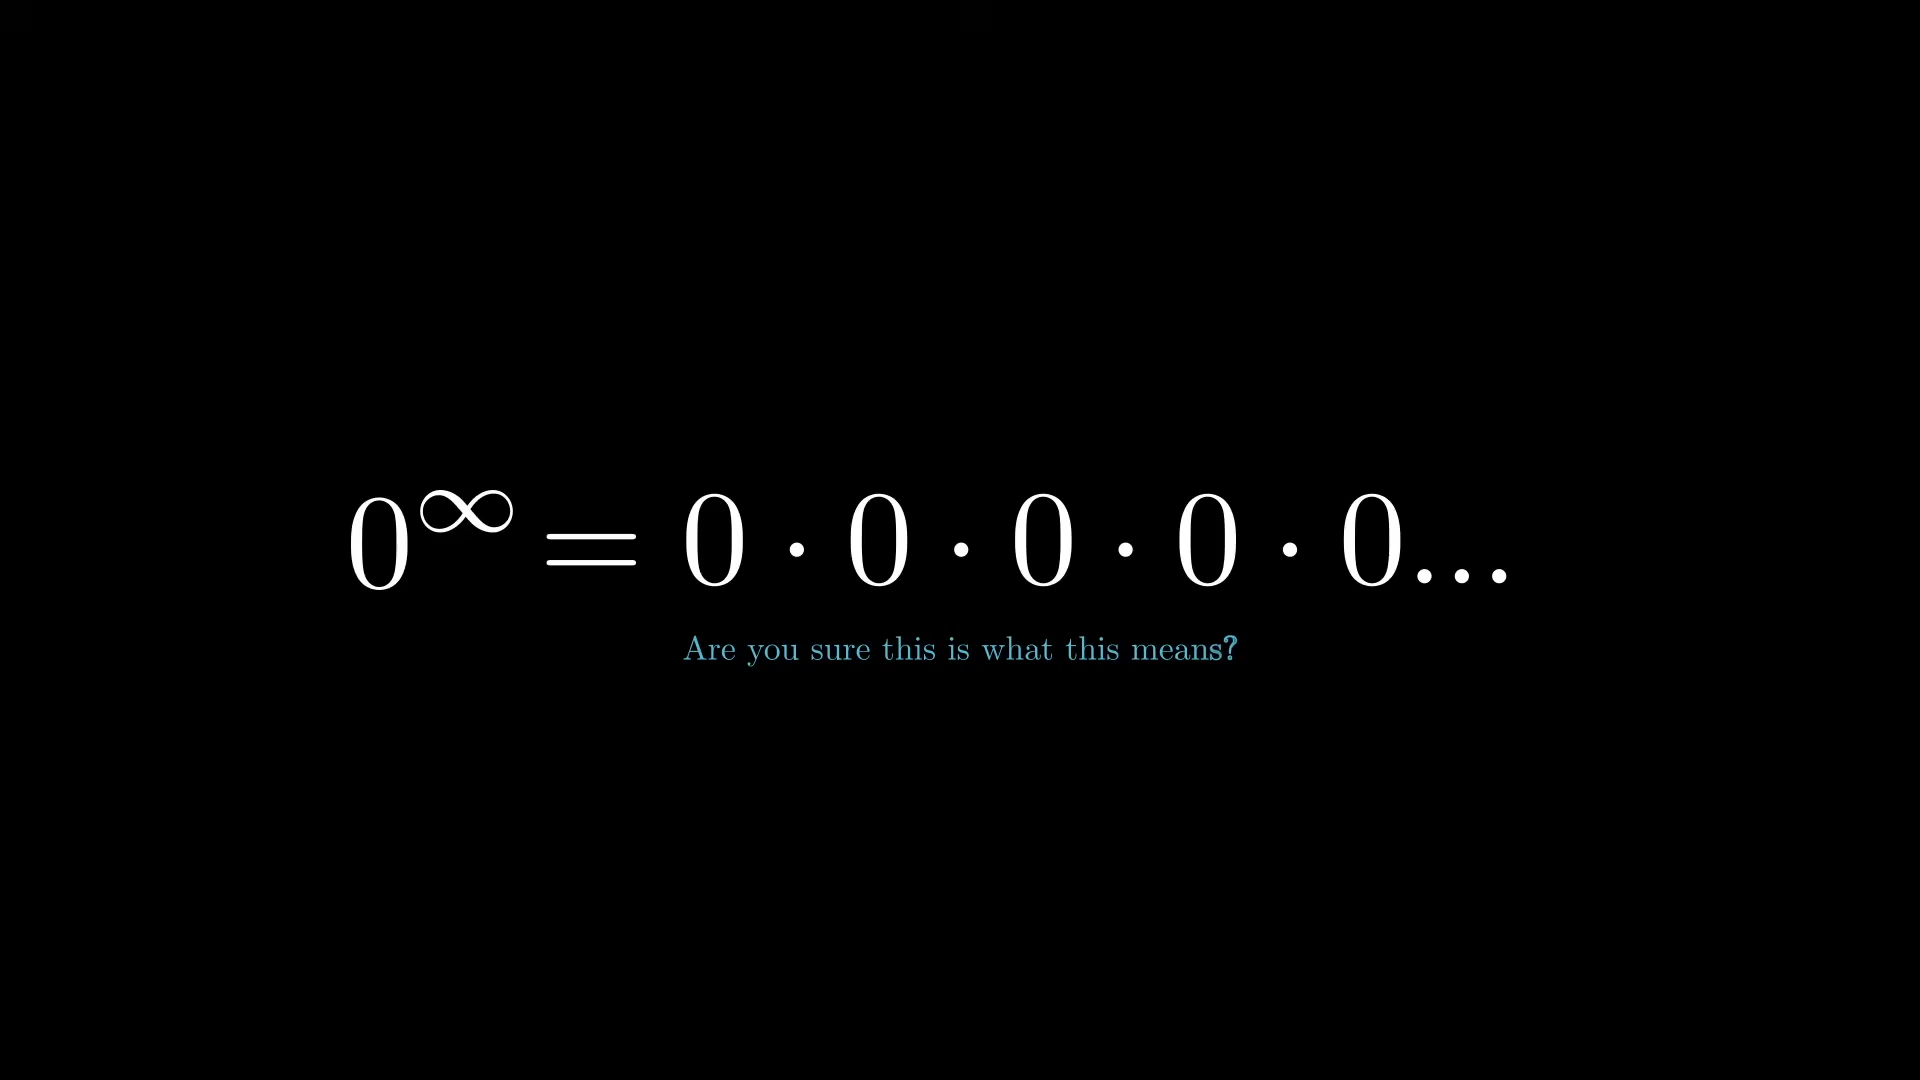 0^∞ = 0 · 0 · 0 · 0 · 0...
Are you sure this is what this means?